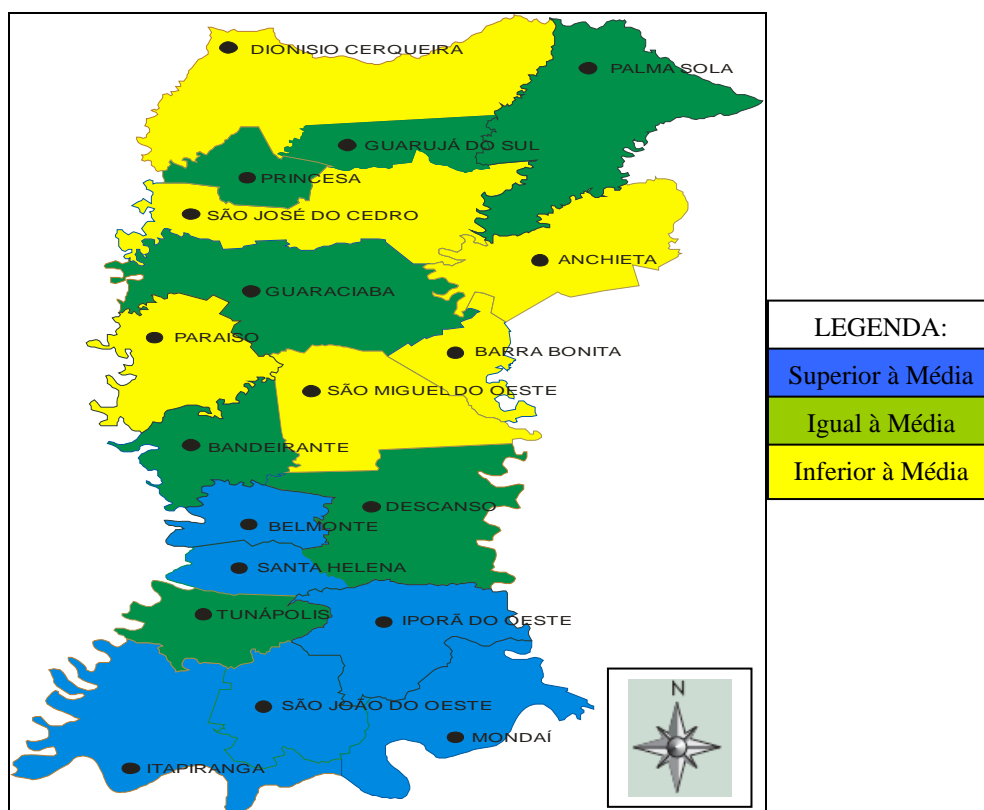 DIONISIO CERQUEIRA
PALMA SOLA
GUARUJÁ DO SUL
PRINCESA
SÃO JOSÉ DO CEDRO
ANCHIETA
GUARACIABA
PARAISO
BARRA BONITA
SÃO MIGUEL DO OESTE
BANDEIRANTE
DESCANSO
BELMONTE
SANTA HELENA
TUNÁPOLIS
IPORÃ DO OESTE
SÃO JOÃO DO OESTE
MONDAÍ
ITAPIRANGA
N
LEGENDA:
Superior à Média
Igual à Média
Inferior à Média